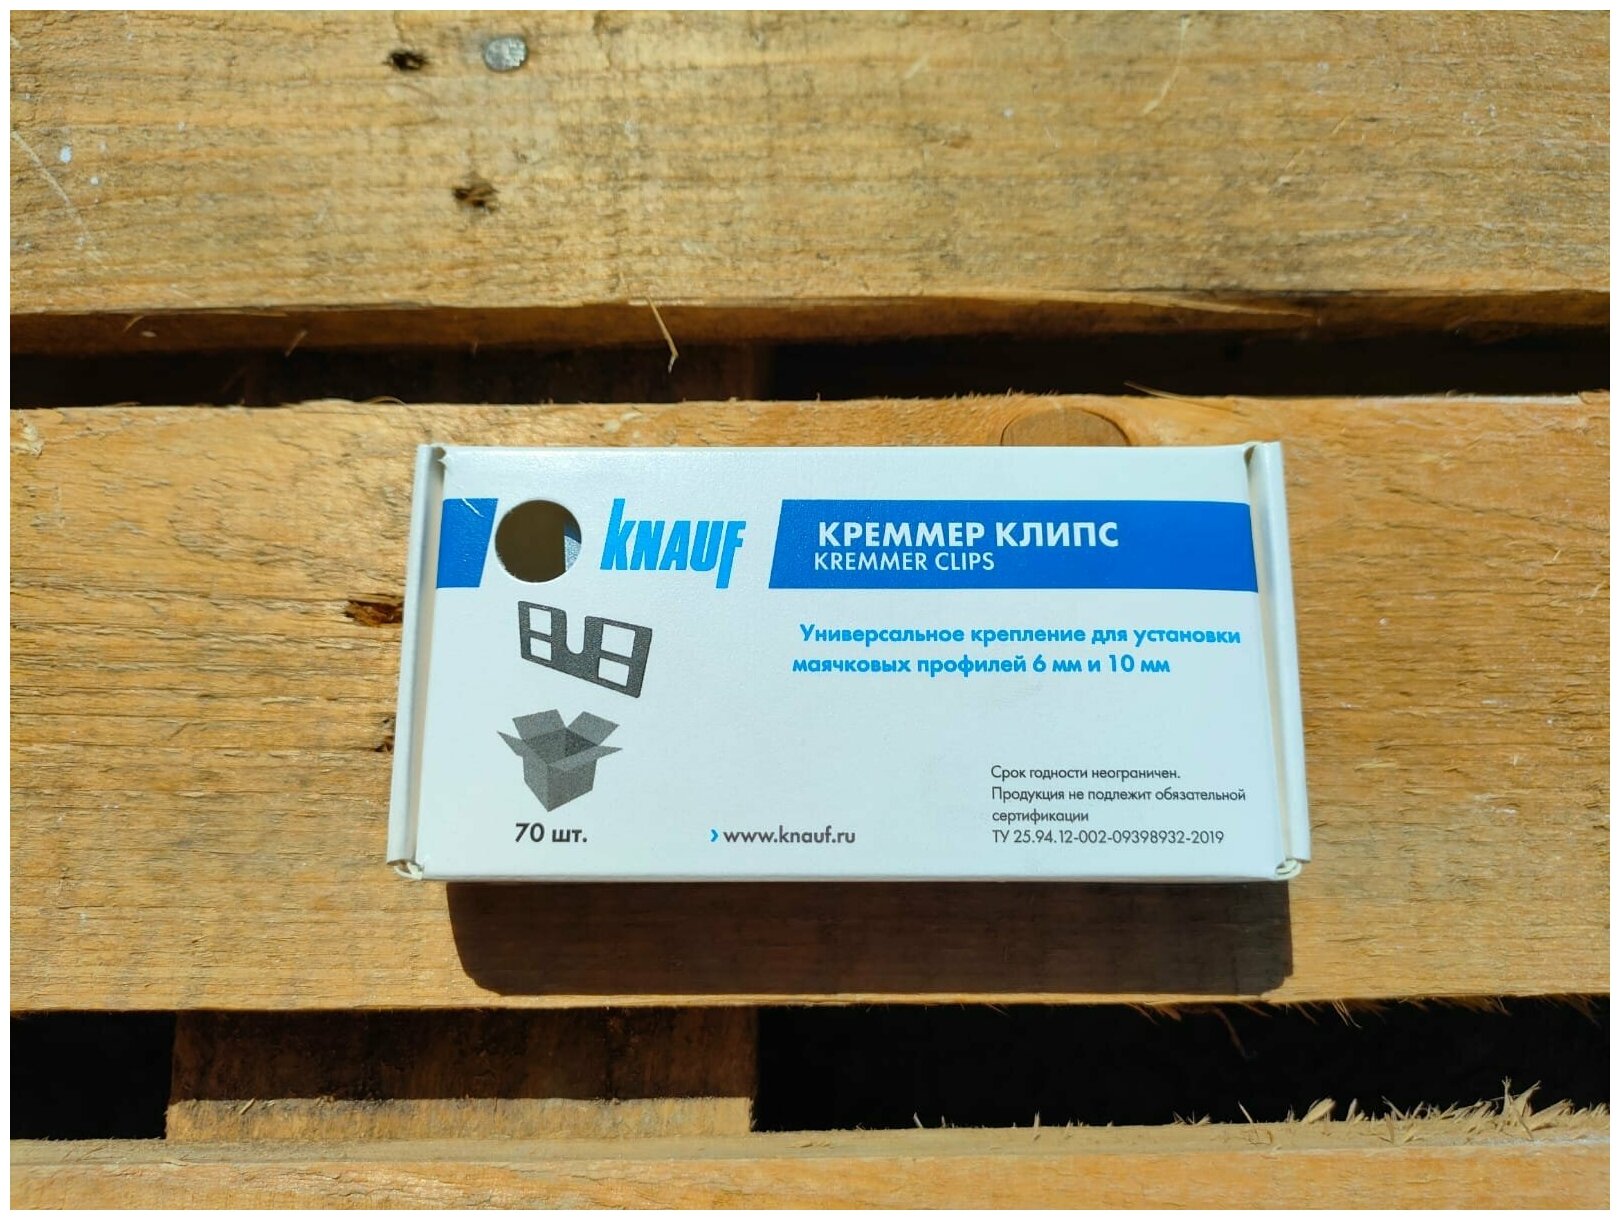 KNAUF
КРЕММЕР КЛИПС
KREMMER CLIPS
Универсальное крепление для установки
маячковых профилей 6 мм и 10 мм
70 шт.
www.knauf.ru
Срок годности неограничен.
Продукция не подлежит обязательной
сертификации
ТУ 25.94.12-002-09398932-2019